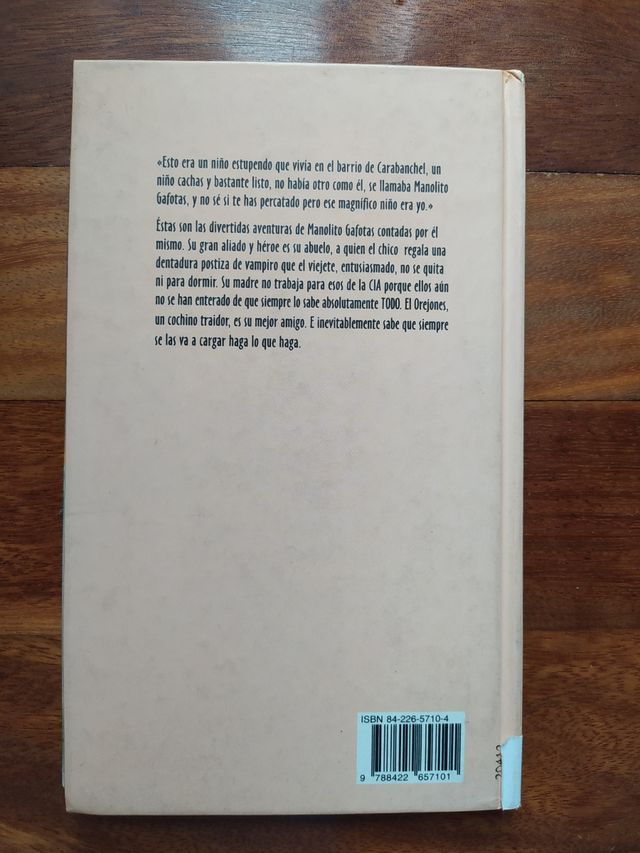 «Esto era un niño estupendo que vivía en el barrio de Carabanchel, un
niño cachas y bastante listo, no había otro como él, se llamaba Manolito
Gafotas, y no sé si te has percatado pero ese magnífico niño era yo.»
Éstas son las divertidas aventuras de Manolito Gafotas contadas por él
mismo. Su gran aliado y héroe es su abuelo, a quien el chico regala una
dentadura postiza de vampiro que el viejete, entusiasmado, no se quita
ni para dormir. Su madre no trabaja para esos de la CIA porque ellos aún
no se han enterado de que siempre lo sabe absolutamente TODO. El Orejones,
un cochino traidor, es su mejor amigo. E inevitablemente sabe que siempre
se las va a cargar haga lo que haga.
ISBN 84-226-5710-4
9 788422 657101